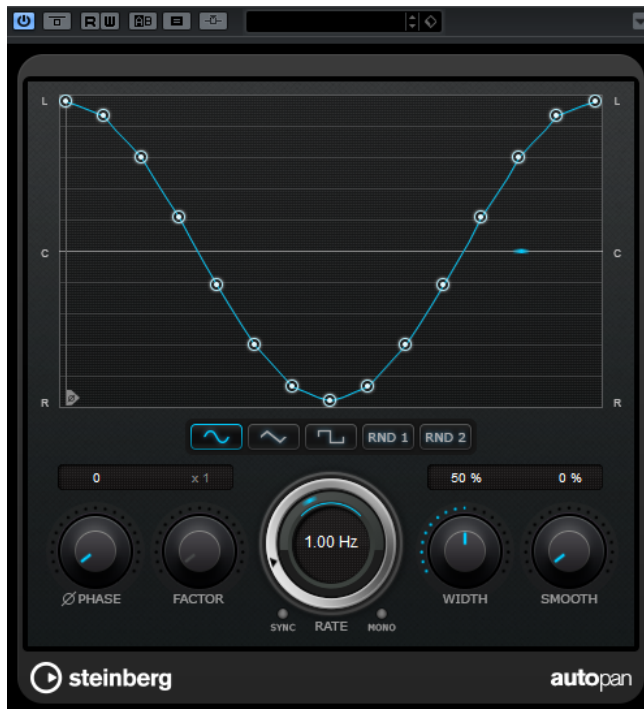 R W A B
L L
C C
R R
RND 1 RND 2
0 x 1 50 % 0 %
1.00 Hz
Ø PHASE FACTOR WIDTH SMOOTH
SYNC RATE MONO
steinberg autopan